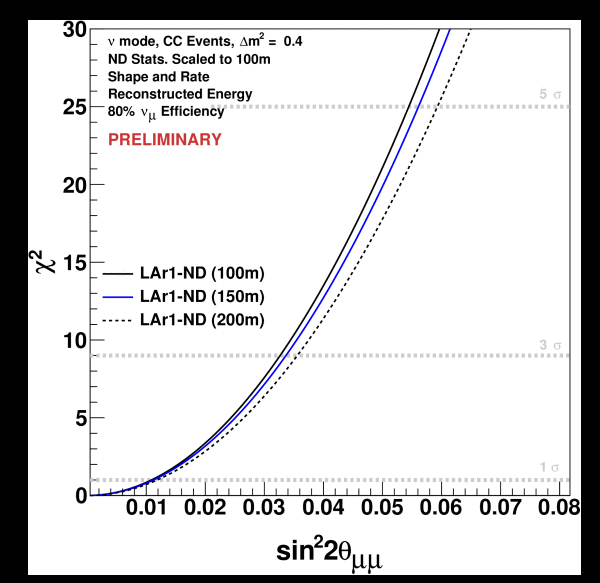 ν mode, CC Events, Δm² = 0.4
ND Stats. Scaled to 100m
Shape and Rate
Reconstructed Energy
80% νμ Efficiency
PRELIMINARY
30
25
20
15
10
5
0
χ²
5 σ
3 σ
1 σ
LAr1-ND (100m)
LAr1-ND (150m)
LAr1-ND (200m)
0.01 0.02 0.03 0.04 0.05 0.06 0.07 0.08
sin²2θμμ